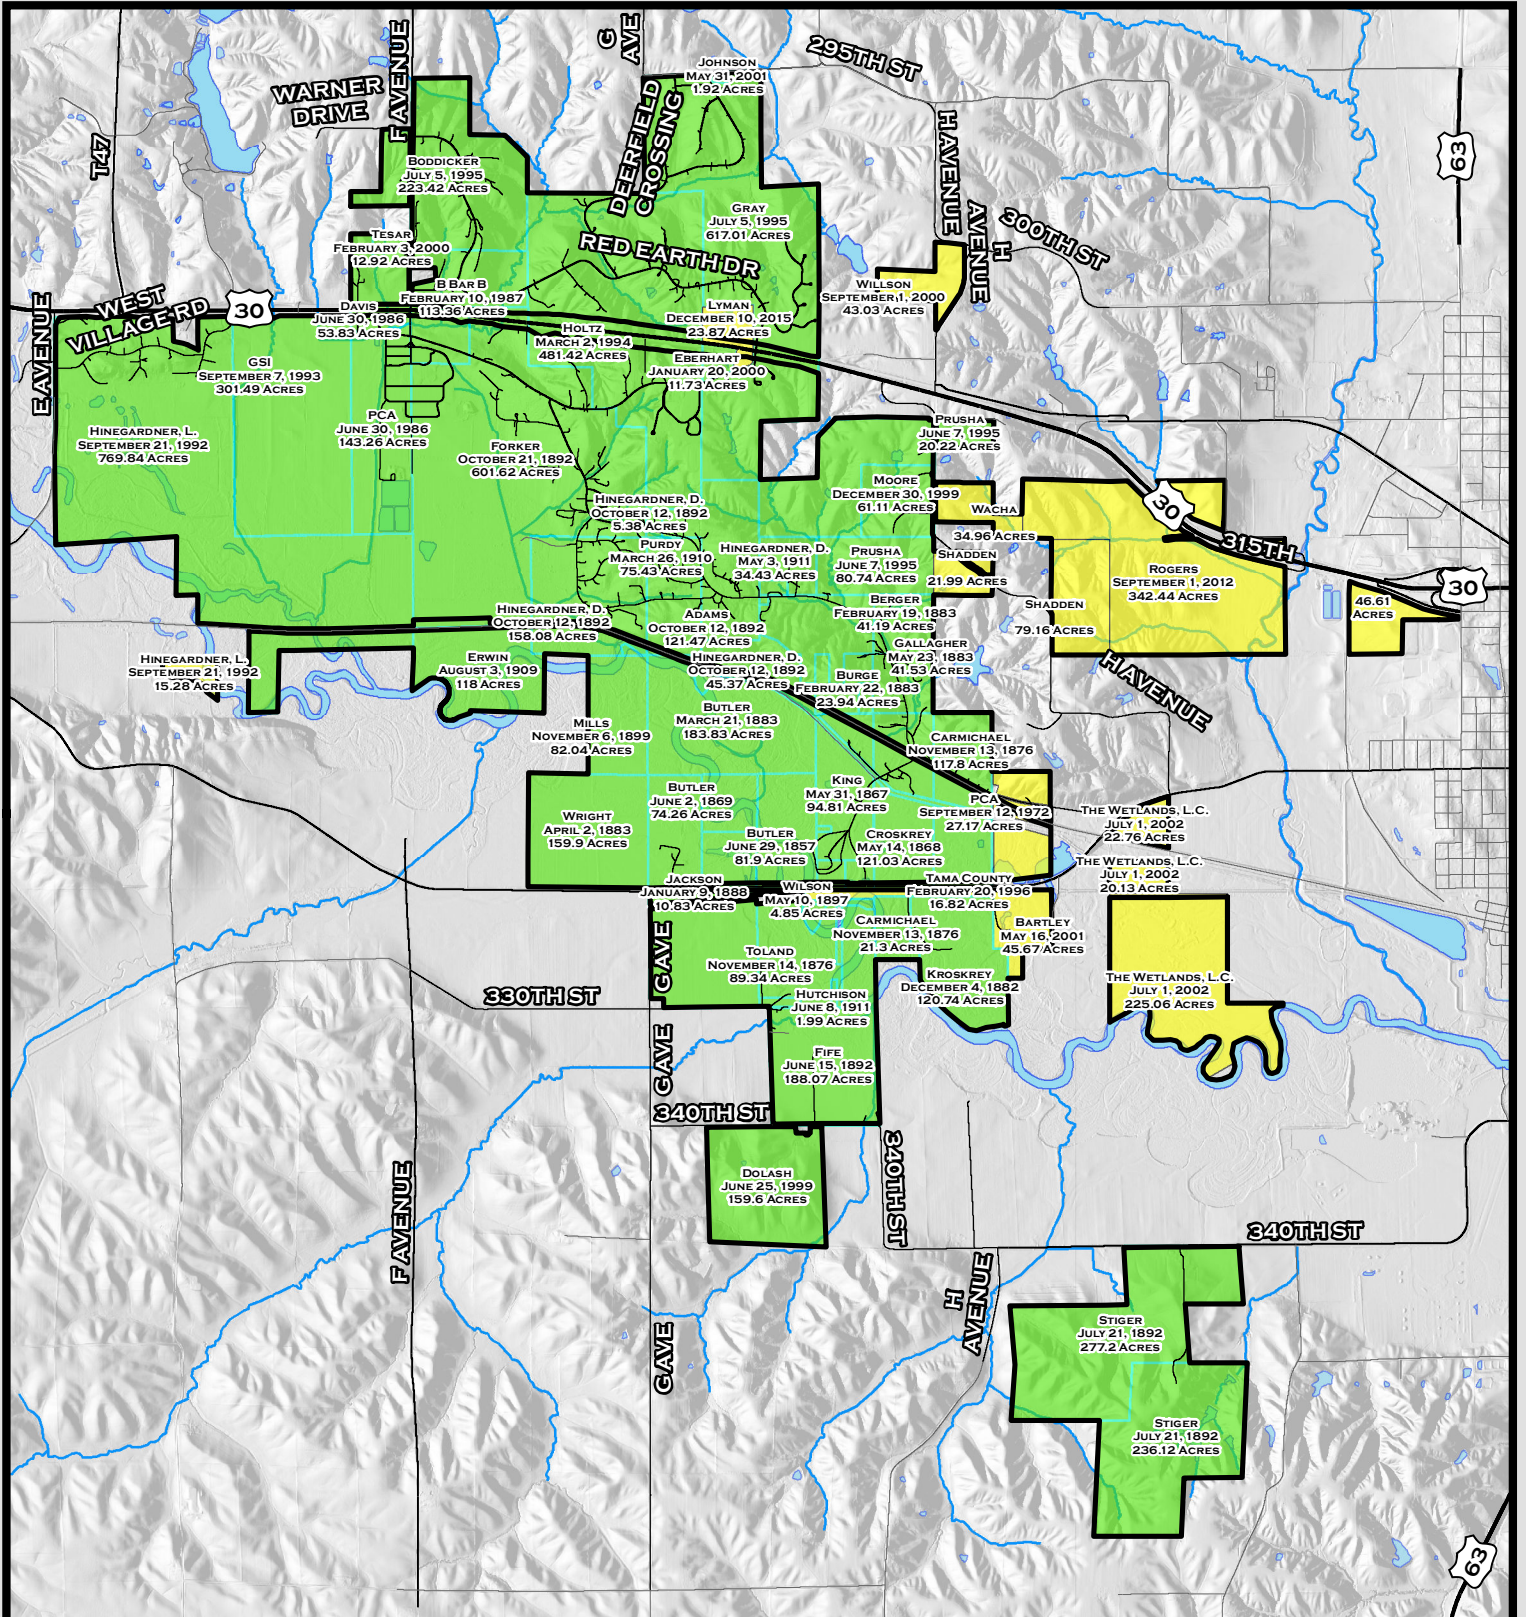 G
AVE
F AVENUE
295TH ST
JOHNSON
MAY 31, 2001
1.92 ACRES
WARNER
DRIVE
DEERFIELD
CROSSING
T47
63
H AVENUE
BODDICKER
JULY 5, 1995
223.42 ACRES
GRAY
JULY 5, 1995
617.01 ACRES
H
AVENUE
300TH ST
TESAR
FEBRUARY 3, 2000
12.92 ACRES
RED EARTH DR
B BAR B
FEBRUARY 10, 1987
113.36 ACRES
WILLSON
SEPTEMBER 1, 2000
43.03 ACRES
E AVENUE
WEST
VILLAGE RD
30
DAVIS
JUNE 30, 1986
53.83 ACRES
LYMAN
DECEMBER 10, 2015
23.87 ACRES
HOLTZ
MARCH 2, 1994
481.42 ACRES
EBERHART
JANUARY 20, 2000
11.73 ACRES
GSI
SEPTEMBER 7, 1993
301.49 ACRES
PCA
JUNE 30, 1986
143.26 ACRES
HINEGARDNER, L.
SEPTEMBER 21, 1992
769.84 ACRES
FORKER
OCTOBER 21, 1892
601.62 ACRES
PRUSHA
JUNE 7, 1995
20.22 ACRES
MOORE
DECEMBER 30, 1999
61.11 ACRES
WACHA
34.96 ACRES
30
315TH
HINEGARDNER, D.
OCTOBER 12, 1892
5.38 ACRES
PURDY
MARCH 26, 1910
75.43 ACRES
HINEGARDNER, D.
MAY 3, 1911
34.43 ACRES
PRUSHA
JUNE 7, 1995
80.74 ACRES
SHADDEN
21.99 ACRES
ROGERS
SEPTEMBER 1, 2012
342.44 ACRES
30
46.61
ACRES
HINEGARDNER, D.
OCTOBER 12, 1892
158.08 ACRES
ADAMS
OCTOBER 12, 1892
121.47 ACRES
BERGER
FEBRUARY 19, 1883
41.19 ACRES
SHADDEN
79.16 ACRES
GALLAGHER
MAY 23, 1883
41.53 ACRES
HINEGARDNER, L.
SEPTEMBER 21, 1992
15.28 ACRES
ERWIN
AUGUST 3, 1909
118 ACRES
HINEGARDNER, D.
OCTOBER 12, 1892
45.37 ACRES
BURGE
FEBRUARY 22, 1883
23.94 ACRES
H AVENUE
MILLS
NOVEMBER 6, 1899
82.04 ACRES
BUTLER
MARCH 21, 1883
183.83 ACRES
CARMICHAEL
NOVEMBER 13, 1876
117.8 ACRES
BUTLER
JUNE 2, 1869
74.26 ACRES
KING
MAY 31, 1867
94.81 ACRES
PCA
SEPTEMBER 12, 1972
27.17 ACRES
THE WETLANDS, L.C.
JULY 1, 2002
22.76 ACRES
WRIGHT
APRIL 2, 1883
159.9 ACRES
BUTLER
JUNE 29, 1857
81.9 ACRES
CROSKREY
MAY 14, 1868
121.03 ACRES
THE WETLANDS, L.C.
JULY 1, 2002
20.13 ACRES
JACKSON
JANUARY 9, 1888
10.83 ACRES
WILSON
MAY 10, 1897
4.85 ACRES
TAMA COUNTY
FEBRUARY 20, 1996
16.82 ACRES
G AVE
CARMICHAEL
NOVEMBER 13, 1876
21.3 ACRES
BARTLEY
MAY 16, 2001
45.67 ACRES
TOLAND
NOVEMBER 14, 1876
89.34 ACRES
KROSKREY
DECEMBER 4, 1882
120.74 ACRES
THE WETLANDS, L.C.
JULY 1, 2002
225.06 ACRES
330TH ST
HUTCHISON
JUNE 8, 1911
1.99 ACRES
G AVE
FIFE
JUNE 15, 1892
188.07 ACRES
340TH ST
340TH ST
DOLASH
JUNE 25, 1999
159.6 ACRES
F AVENUE
340TH ST
H
AVENUE
G AVE
STIGER
JULY 21, 1892
277.2 ACRES
STIGER
JULY 21, 1892
236.12 ACRES
63